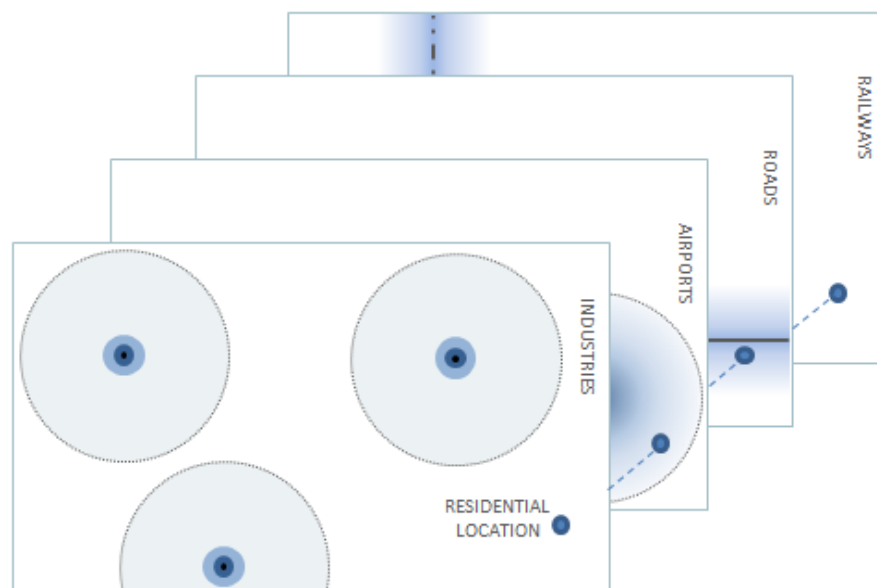 RAILWAYS
ROADS
AIRPORTS
INDUSTRIES
RESIDENTIAL
LOCATION